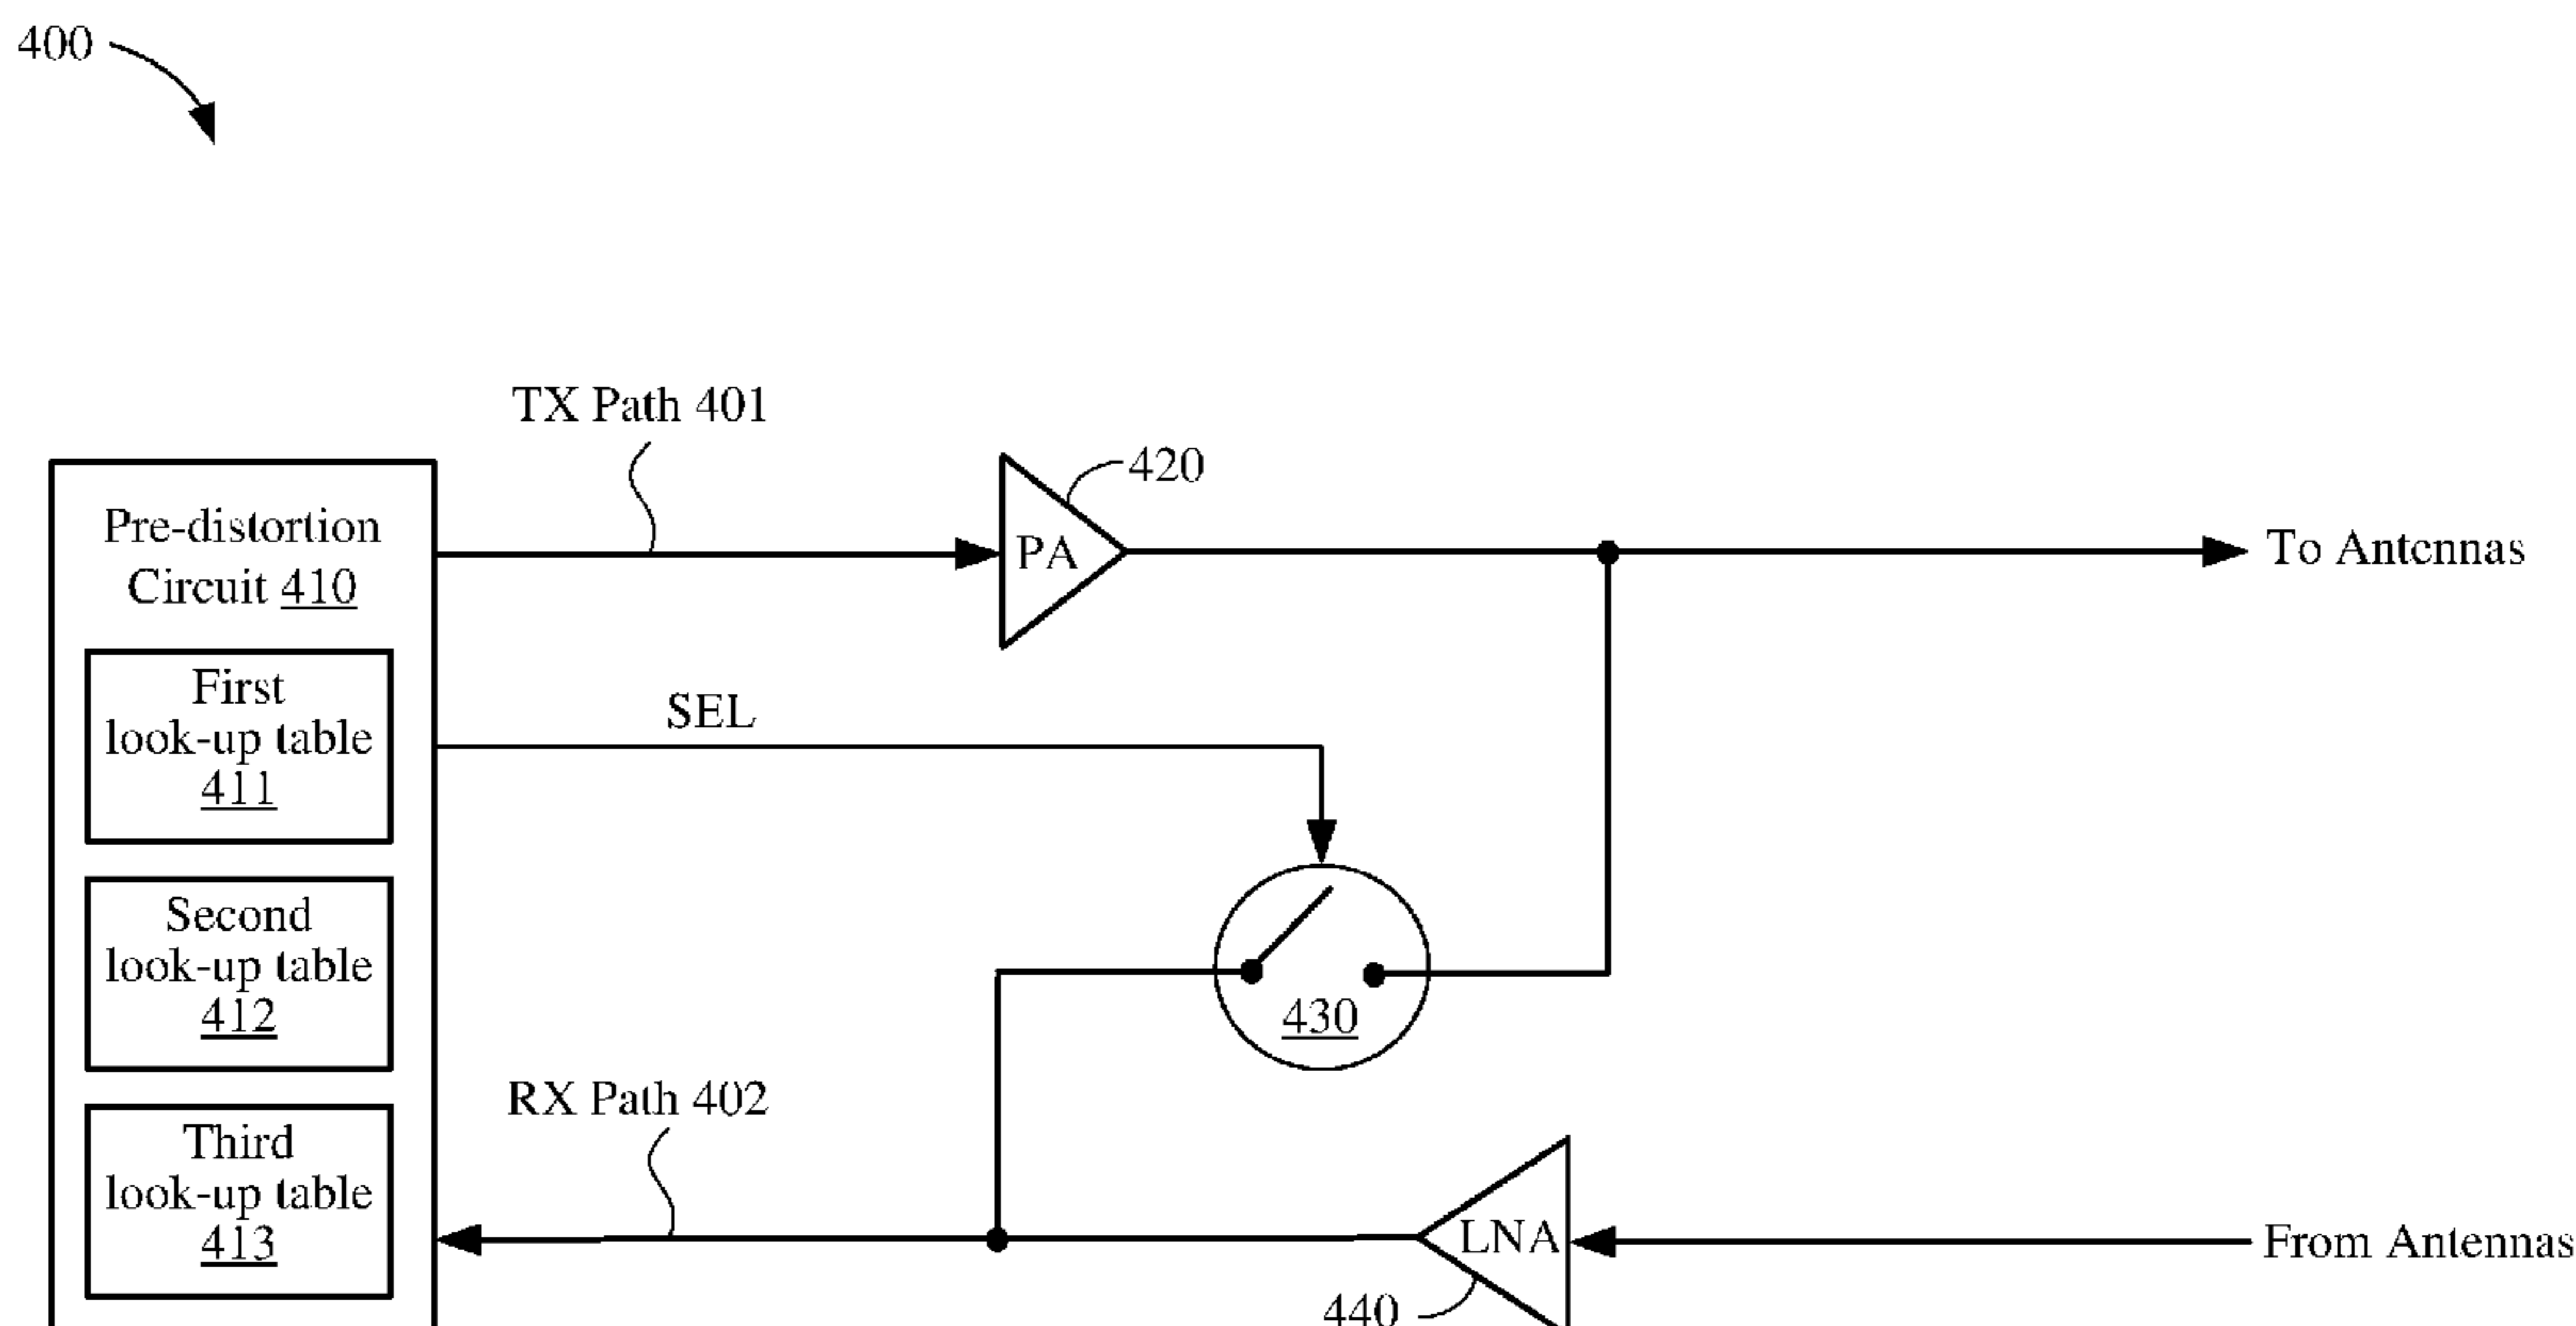 400
TX Path 401
420
Pre-distortion
Circuit 410
PA
To Antennas
First
look-up table
411
SEL
Second
look-up table
412
430
RX Path 402
Third
look-up table
413
LNA
From Antennas
440